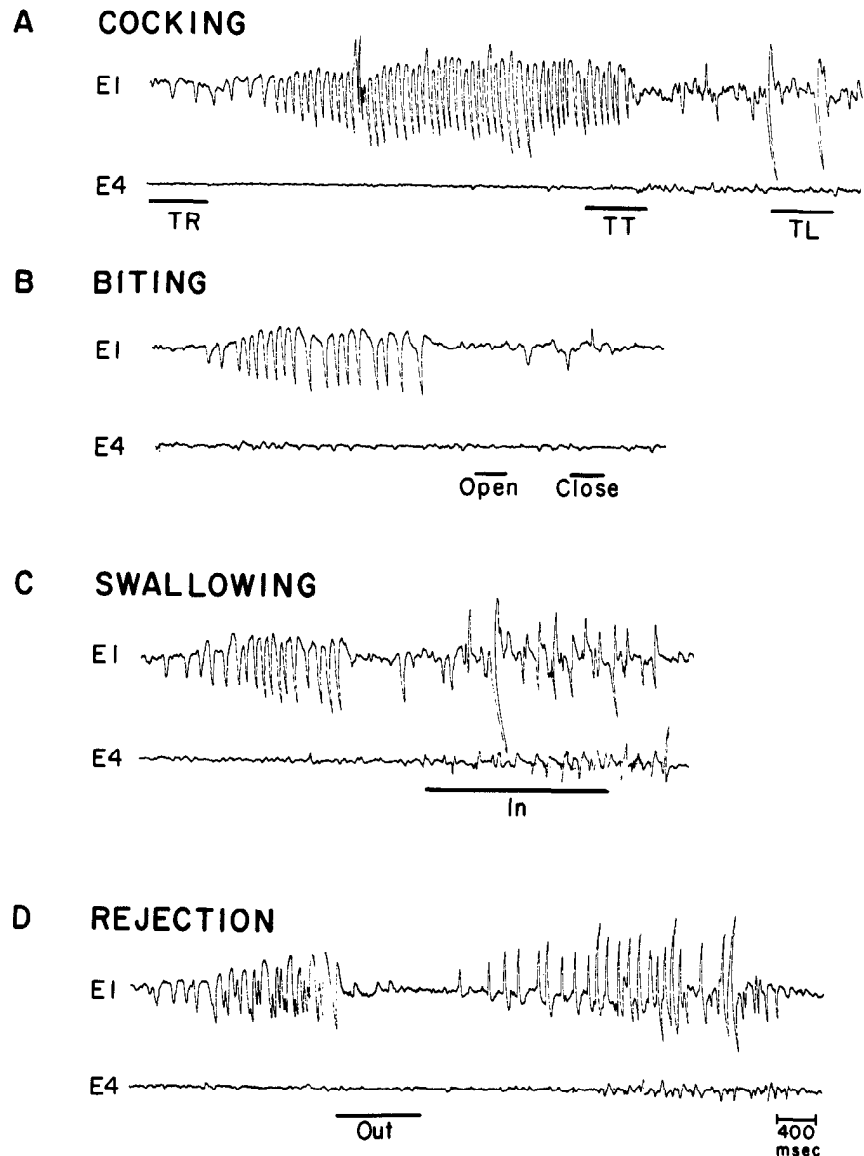 A COCKING
E1
E4
TR TT TL
B BITING
E1
E4
Open Close
C SWALLOWING
E1
E4
In
D REJECTION
E1
E4
Out
400
msec